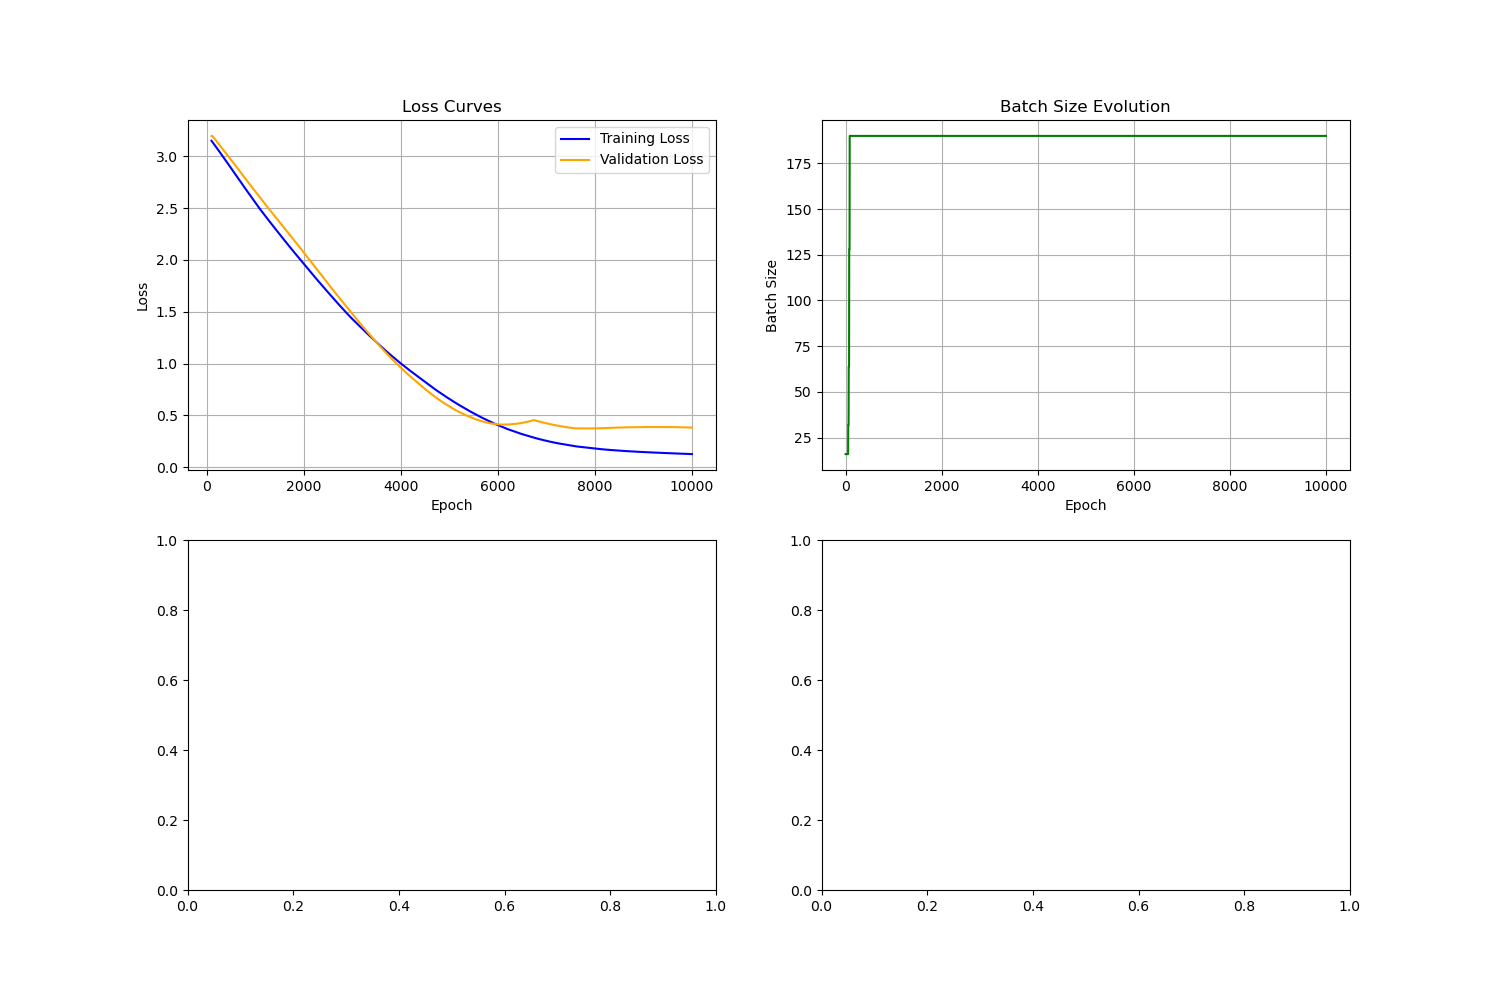 Loss Curves
Training Loss
Validation Loss
Loss
3.0
2.5
2.0
1.5
1.0
0.5
0.0
0 2000 4000 6000 8000 10000
Epoch
Batch Size Evolution
Batch Size
175
150
125
100
75
50
25
0 2000 4000 6000 8000 10000
Epoch
1.0
0.8
0.6
0.4
0.2
0.0
0.0 0.2 0.4 0.6 0.8 1.0
1.0
0.8
0.6
0.4
0.2
0.0
0.0 0.2 0.4 0.6 0.8 1.0